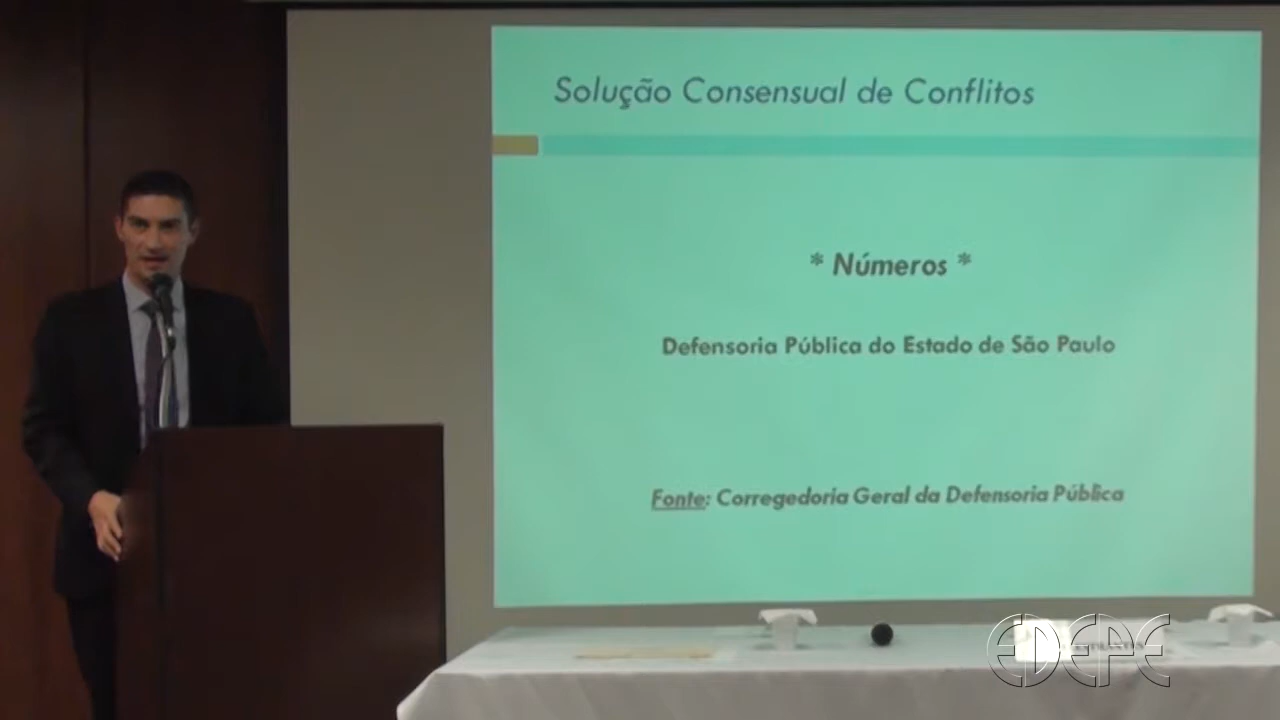 Solução Consensual de Conflitos
* Números *
Defensoria Pública do Estado de São Paulo
Fonte: Corregedoria Geral da Defensoria Pública
EDEPE